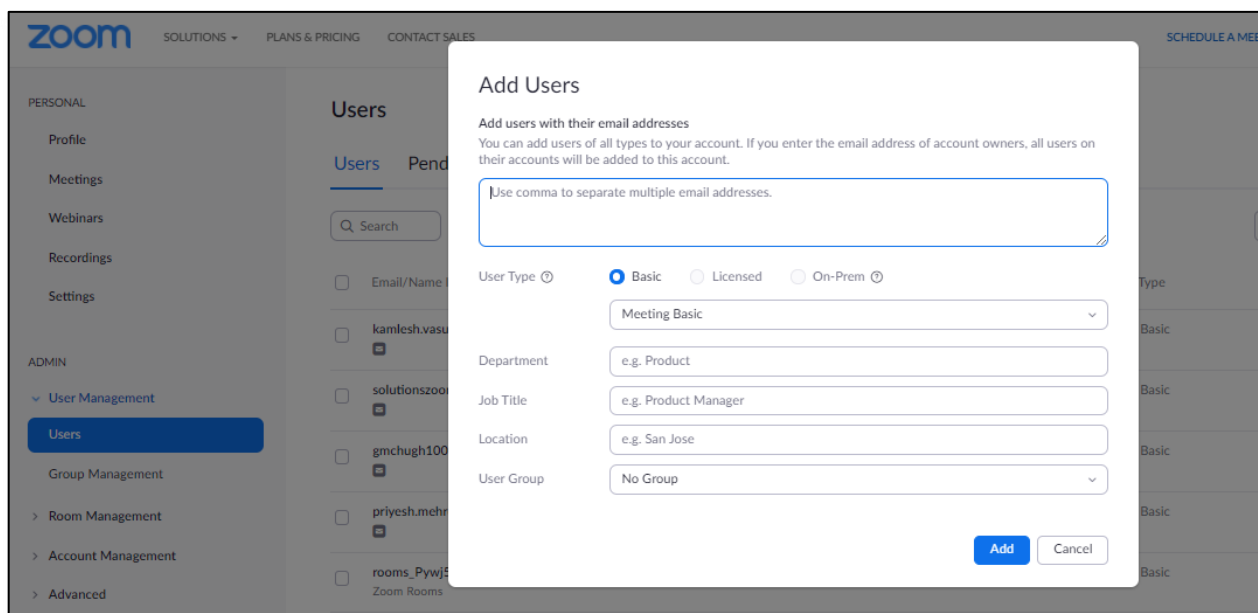 zoom
SOLUTIONS
PLANS & PRICING
CONTACT SALES
SCHEDULE A MEE
PERSONAL
Profile
Meetings
Webinars
Recordings
Settings
ADMIN
User Management
Users
Group Management
Room Management
Account Management
Advanced
Users
Users
Pend
Search
Email/Name I
Type
kamlesh.vasu
Basic
solutionszoor
Basic
gmchugh100
Basic
priyesh.mehr
Basic
rooms_Pywj5
Zoom Rooms
Basic
Add Users
Add users with their email addresses
You can add users of all types to your account. If you enter the email address of account owners, all users on
their accounts will be added to this account.
Use comma to separate multiple email addresses.
User Type
Basic
Licensed
On-Prem
Meeting Basic
Department
e.g. Product
Job Title
e.g. Product Manager
Location
e.g. San Jose
User Group
No Group
Add
Cancel